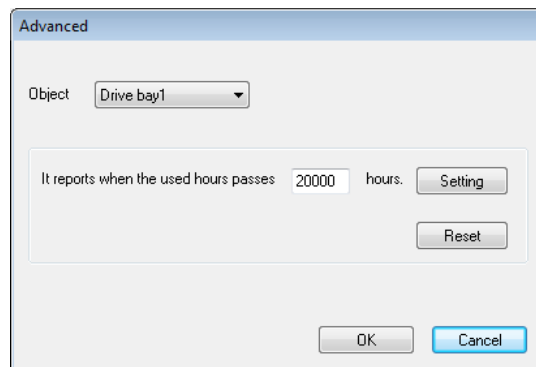 Advanced
Object Drive bay1
It reports when the used hours passes 20000 hours. Setting
Reset
OK Cancel